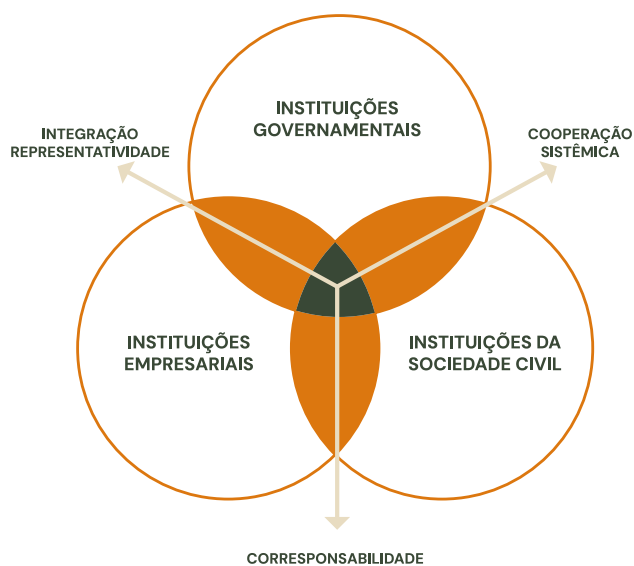 INSTITUIÇÕES
GOVERNAMENTAIS
INTEGRAÇÃO
REPRESENTATIVIDADE
COOPERAÇÃO
SISTÊMICA
INSTITUIÇÕES
EMPRESARIAIS
INSTITUIÇÕES DA
SOCIEDADE CIVIL
CORRESPONSABILIDADE